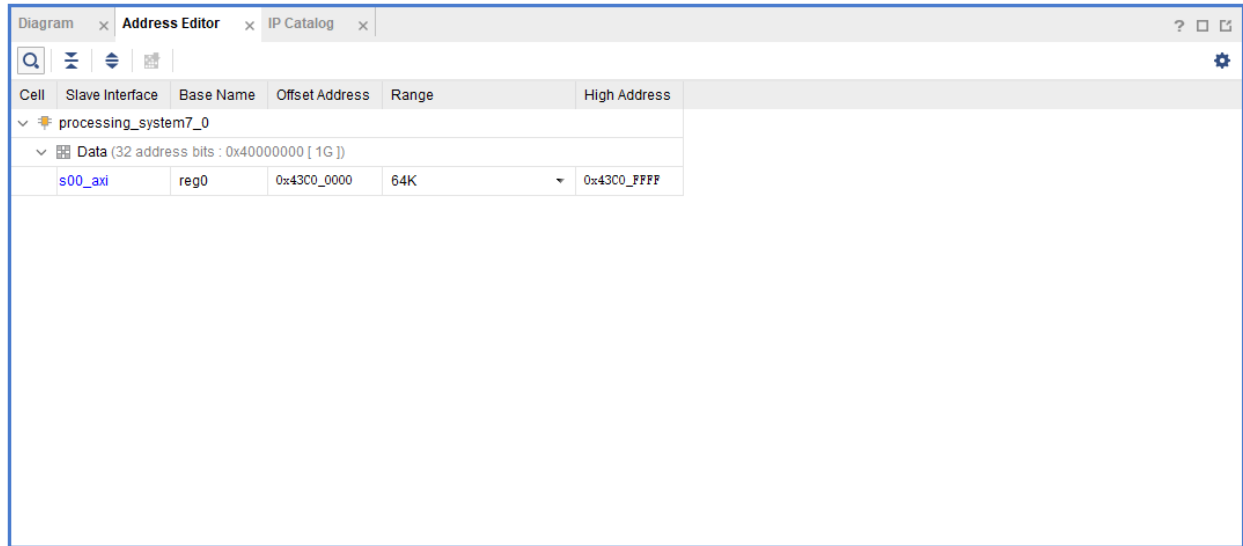 Diagram Address Editor IP Catalog ?
Cell Slave Interface Base Name Offset Address Range High Address
processing_system7_0
Data (32 address bits : 0x40000000 [ 1G ])
s00_axi reg0 0x43C0_0000 64K 0x43C0_FFFF